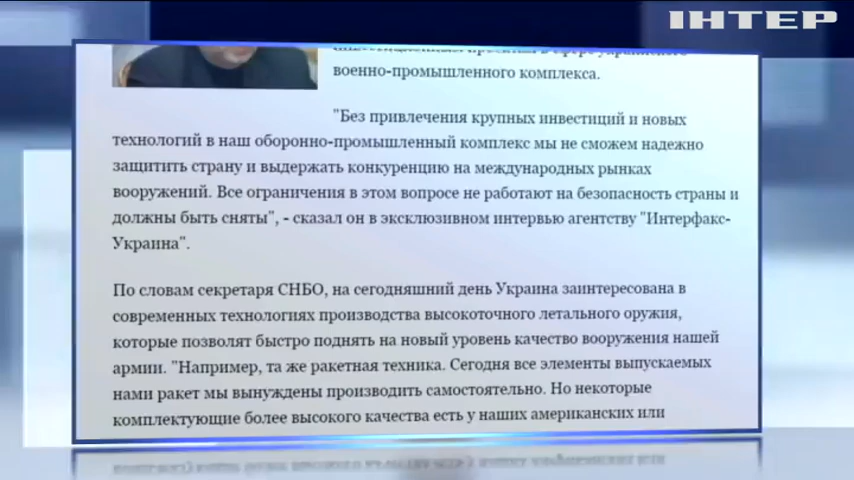 ІНТЕР
военно-промышленного комплекса.
"Без привлечения крупных инвестиций и новых
технологий в наш оборонно-промышленный комплекс мы не сможем надежно
защитить страну и выдержать конкуренцию на международных рынках
вооружений. Все ограничения в этом вопросе не работают на безопасность страны и
должны быть сняты", - сказал он в эксклюзивном интервью агентству "Интерфакс-
Украина".
По словам секретаря СНБО, на сегодняшний день Украина заинтересована в
современных технологиях производства высокоточного летального оружия,
которые позволят быстро поднять на новый уровень качество вооружения нашей
армии. "Например, та же ракетная техника. Сегодня все элементы выпускаемых
нами ракет мы вынуждены производить самостоятельно. Но некоторые
комплектующие более высокого качества есть у наших американских или